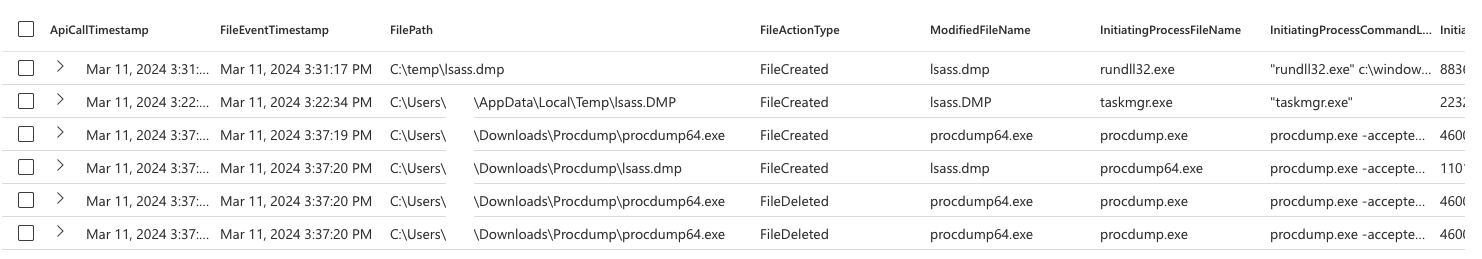 ApiCallTimestamp FileEventTimestamp FilePath FileActionType ModifiedFileName InitiatingProcessFileName InitiatingProcessCommandL... Initia
Mar 11, 2024 3:31:... Mar 11, 2024 3:31:17 PM C:\temp\lsass.dmp FileCreated lsass.dmp rundll32.exe "rundll32.exe" c:\window... 8836
Mar 11, 2024 3:22:... Mar 11, 2024 3:22:34 PM C:\Users\ \AppData\Local\Temp\lsass.DMP FileCreated lsass.DMP taskmgr.exe "taskmgr.exe" 2232
Mar 11, 2024 3:37:... Mar 11, 2024 3:37:19 PM C:\Users\ \Downloads\Procdump\procdump64.exe FileCreated procdump64.exe procdump.exe procdump.exe -accepte... 4600
Mar 11, 2024 3:37:... Mar 11, 2024 3:37:20 PM C:\Users\ \Downloads\Procdump\lsass.dmp FileCreated lsass.dmp procdump64.exe procdump.exe -accepte... 1101
Mar 11, 2024 3:37:... Mar 11, 2024 3:37:20 PM C:\Users\ \Downloads\Procdump\procdump64.exe FileDeleted procdump64.exe procdump.exe procdump.exe -accepte... 4600
Mar 11, 2024 3:37:... Mar 11, 2024 3:37:20 PM C:\Users\ \Downloads\Procdump\procdump64.exe FileDeleted procdump64.exe procdump.exe procdump.exe -accepte... 4600